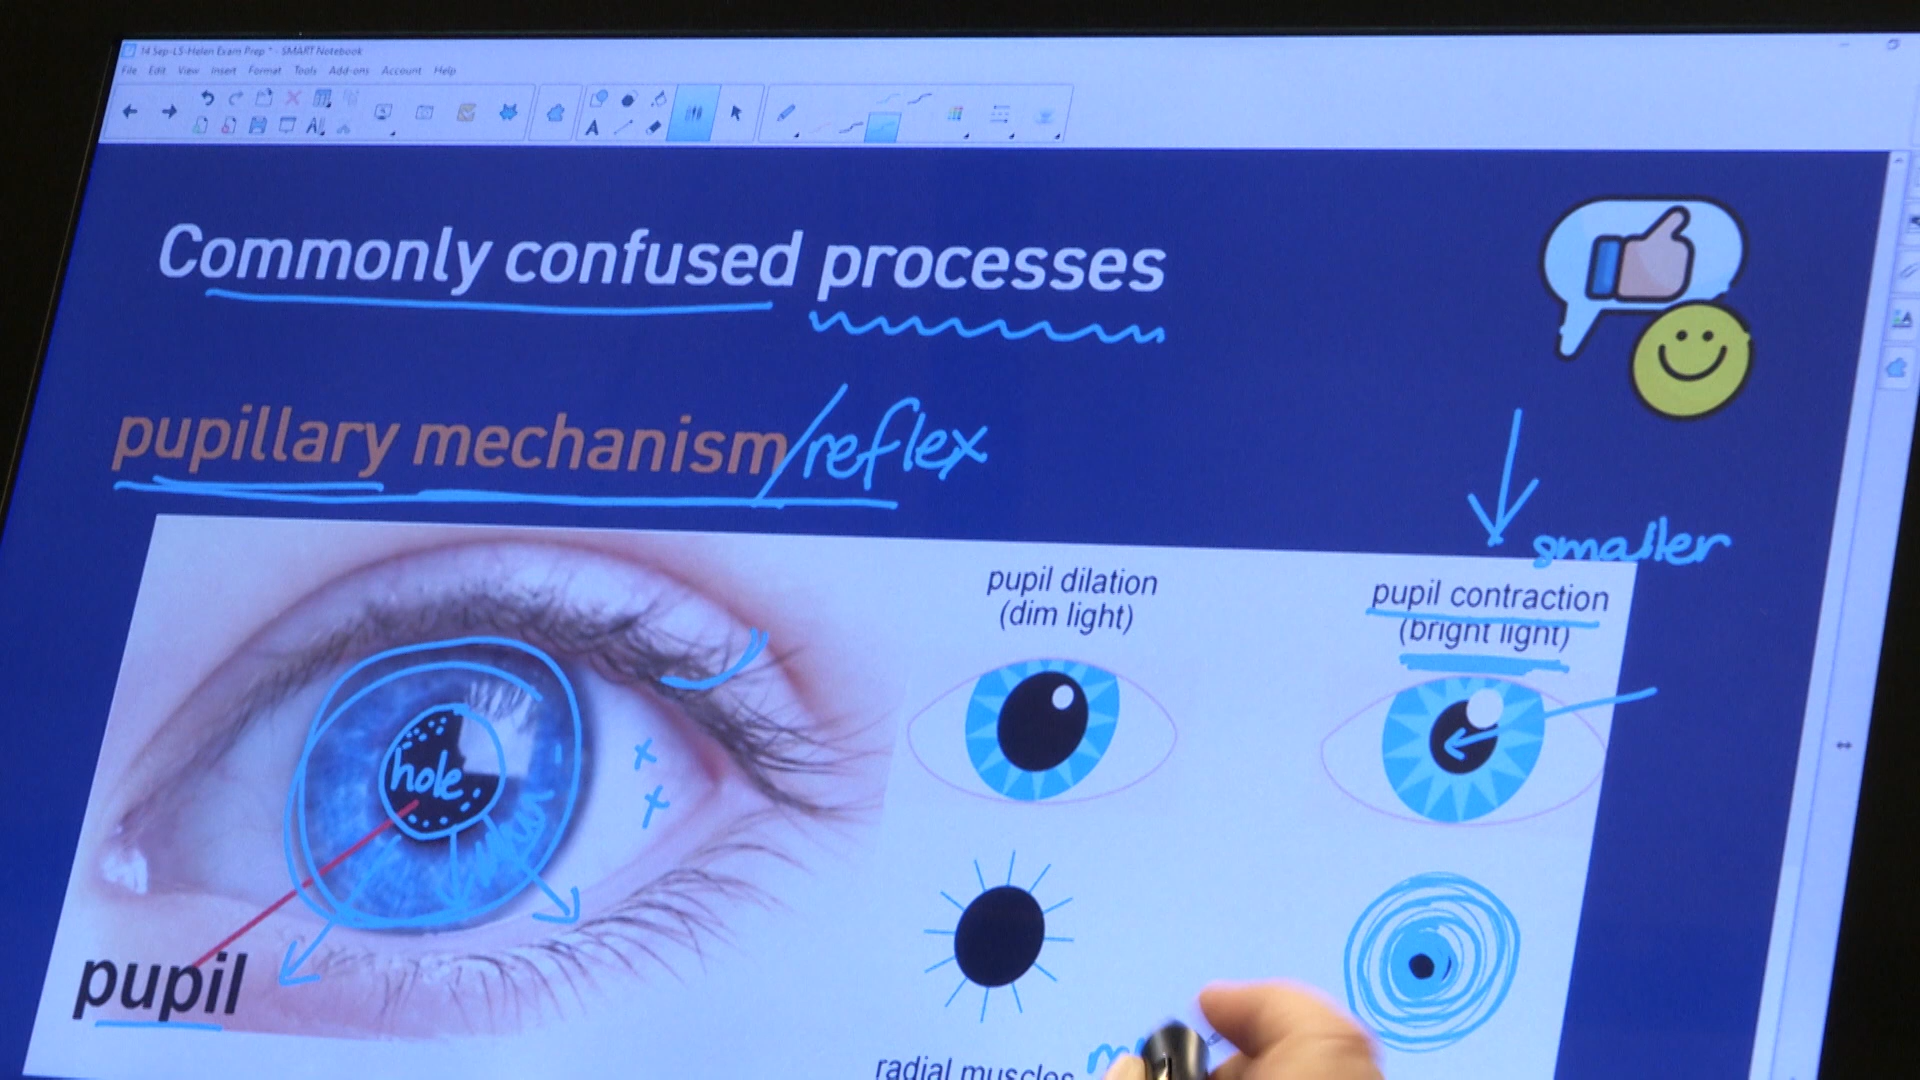 14 Sep-L5-Helen Exam Prep * - SMART Notebook
File Edit View Insert Format Tools Add-ons Account Help
Commonly confused processes
pupillary mechanism/reflex
smaller
pupil dilation
(dim light)
pupil contraction
(bright light)
hole
pupil
radial muscles